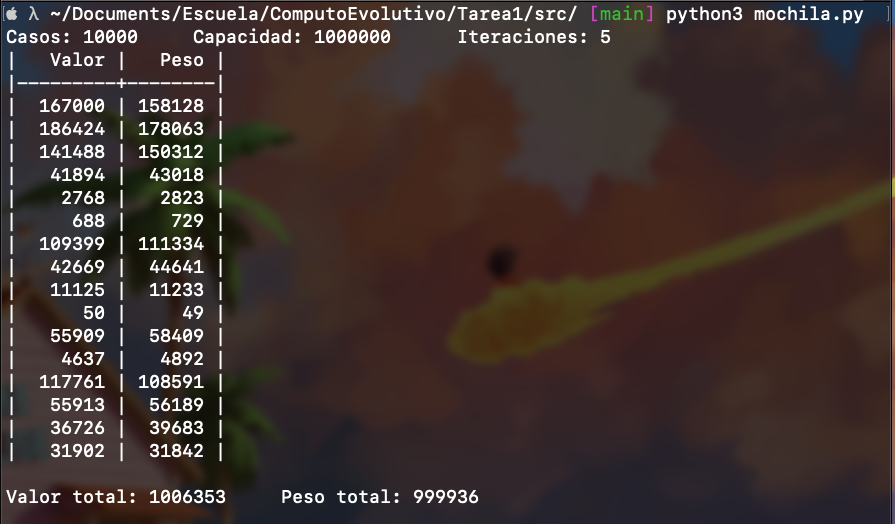 λ ~/Documents/Escuela/ComputoEvolutivo/Tarea1/src/ [main] python3 mochila.py ]
Casos: 10000     Capacidad: 1000000      Iteraciones: 5
|   Valor |   Peso |
|---------+--------|
|  167000 | 158128 |
|  186424 | 178063 |
|  141488 | 150312 |
|   41894 |  43018 |
|    2768 |   2823 |
|     688 |    729 |
|  109399 | 111334 |
|   42669 |  44641 |
|   11125 |  11233 |
|      50 |     49 |
|   55909 |  58409 |
|    4637 |   4892 |
|  117761 | 108591 |
|   55913 |  56189 |
|   36726 |  39683 |
|   31902 |  31842 |
Valor total: 1006353     Peso total: 999936